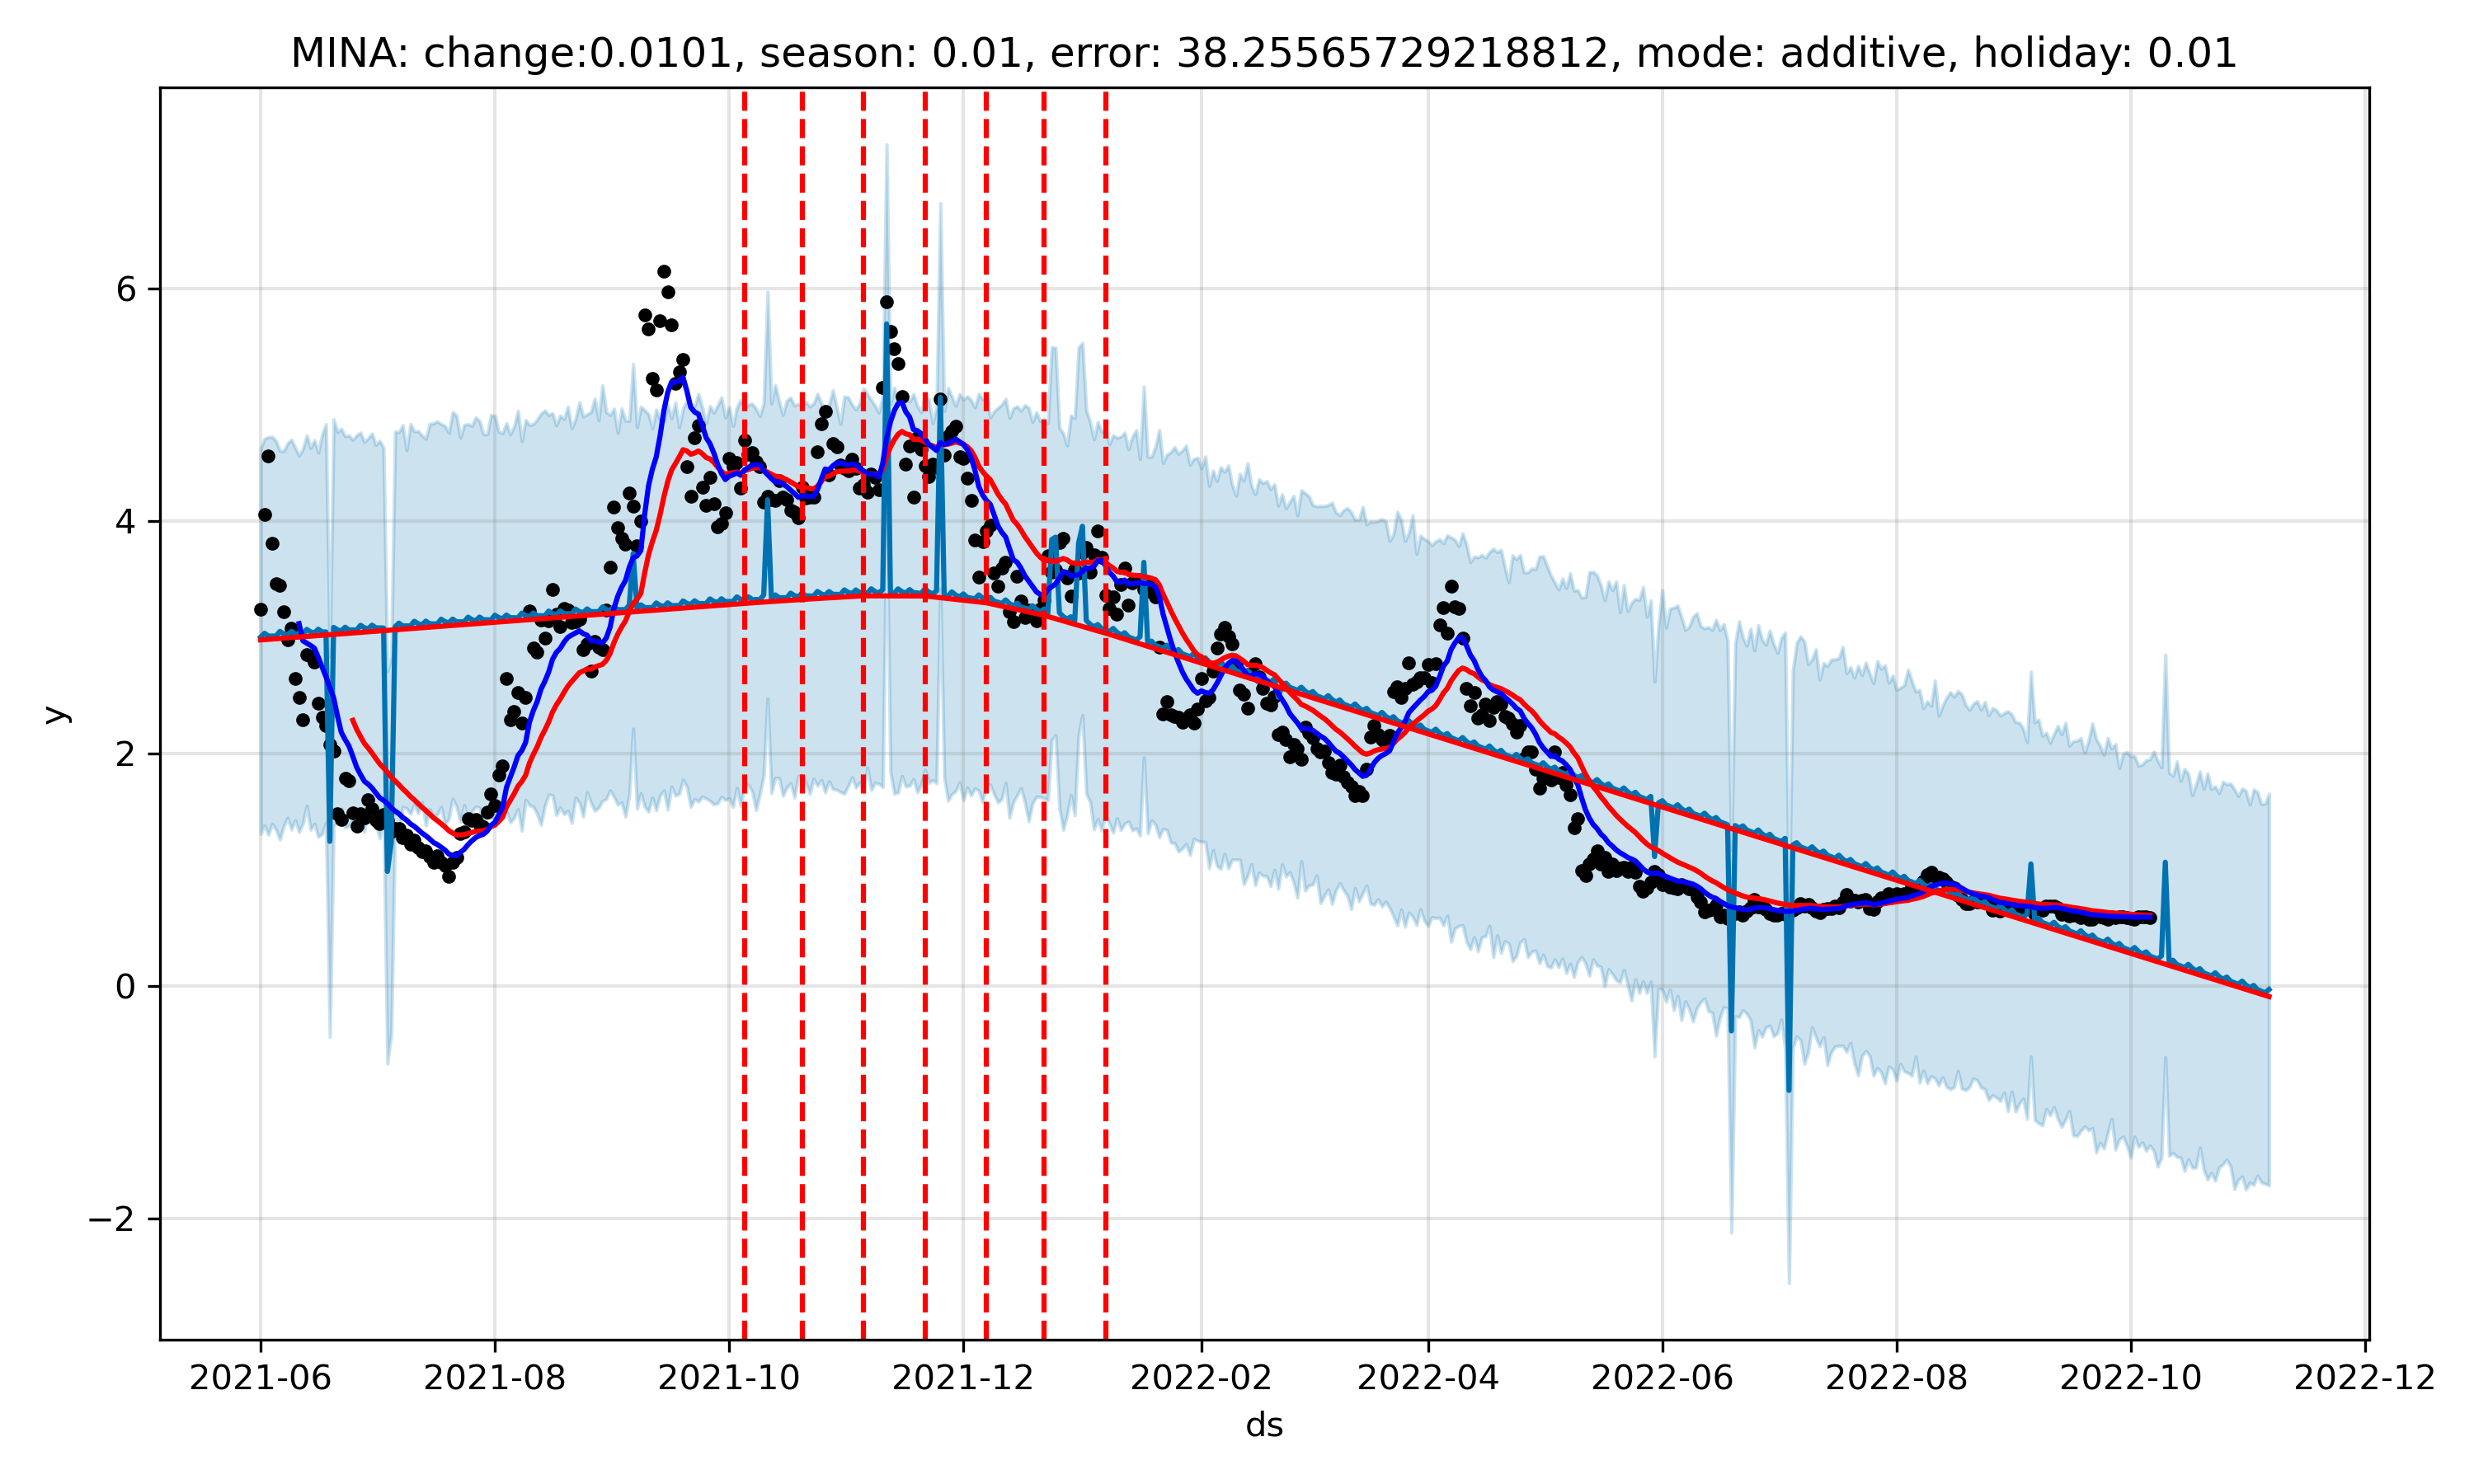 MINA: change:0.0101, season: 0.01, error: 38.25565729218812, mode: additive, holiday: 0.01
y
6
4
2
0
−2
2021-06 2021-08 2021-10 2021-12 2022-02 2022-04 2022-06 2022-08 2022-10 2022-12
ds